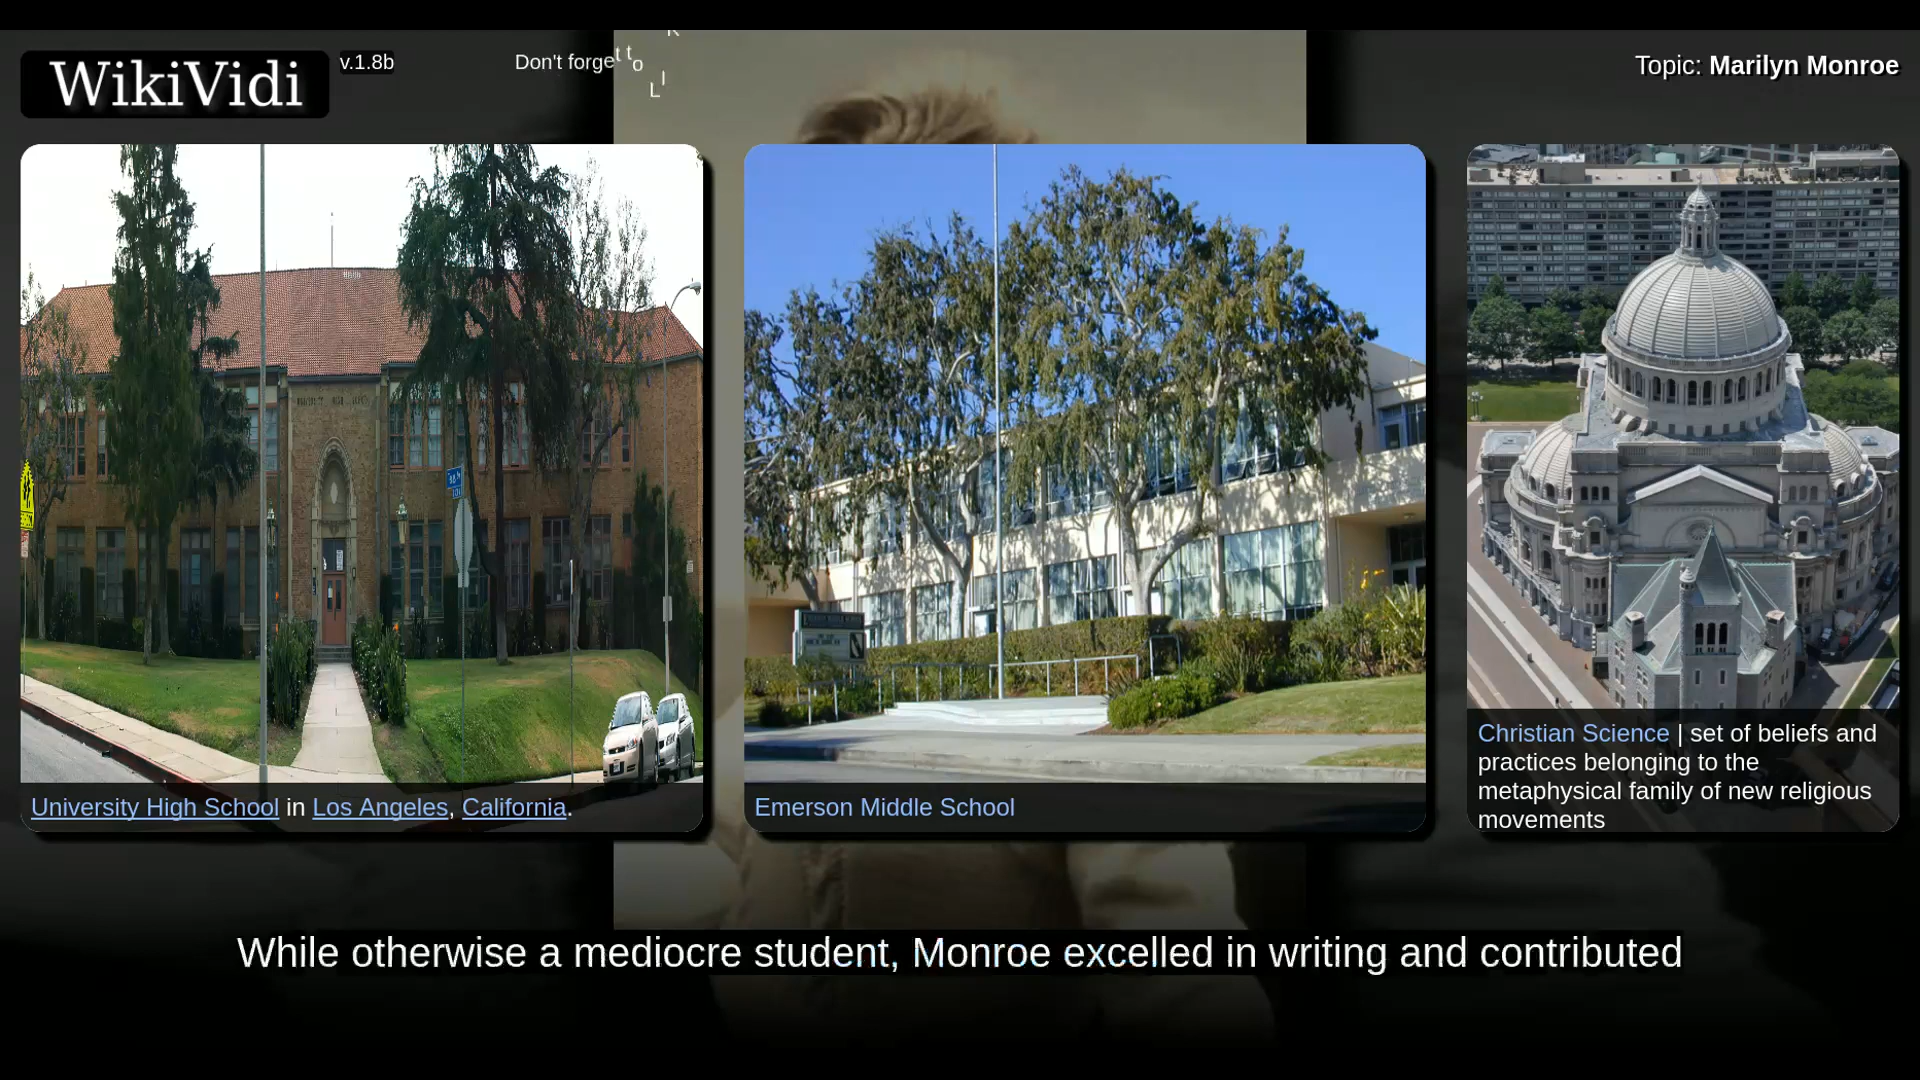 WikiVidi
v.1.8b
Don't forget to
L I K
Topic: Marilyn Monroe
University High School in Los Angeles, California.
Emerson Middle School
Christian Science | set of beliefs and
practices belonging to the
metaphysical family of new religious
movements
While otherwise a mediocre student, Monroe excelled in writing and contributed